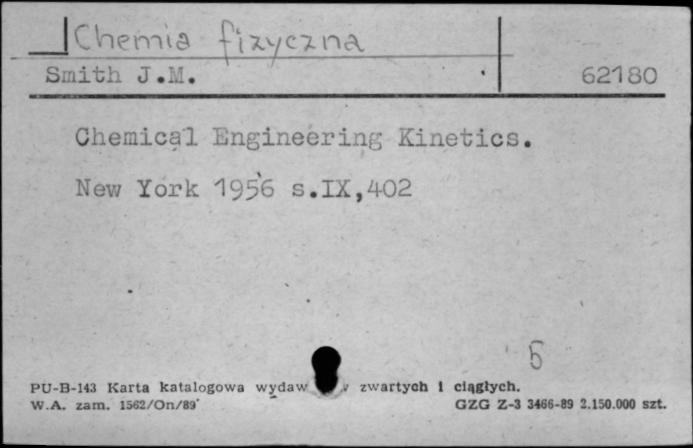 Chemia fizyczna
Smith J.M. 62180
Chemical Engineering Kinetics.
New York 1956 s.IX,402
5
PU-B-143 Karta katalogowa wydaw zwartych i ciągłych.
W.A. zam. 1562/On/89 GZG Z-3 3466-89 2.150.000 szt.